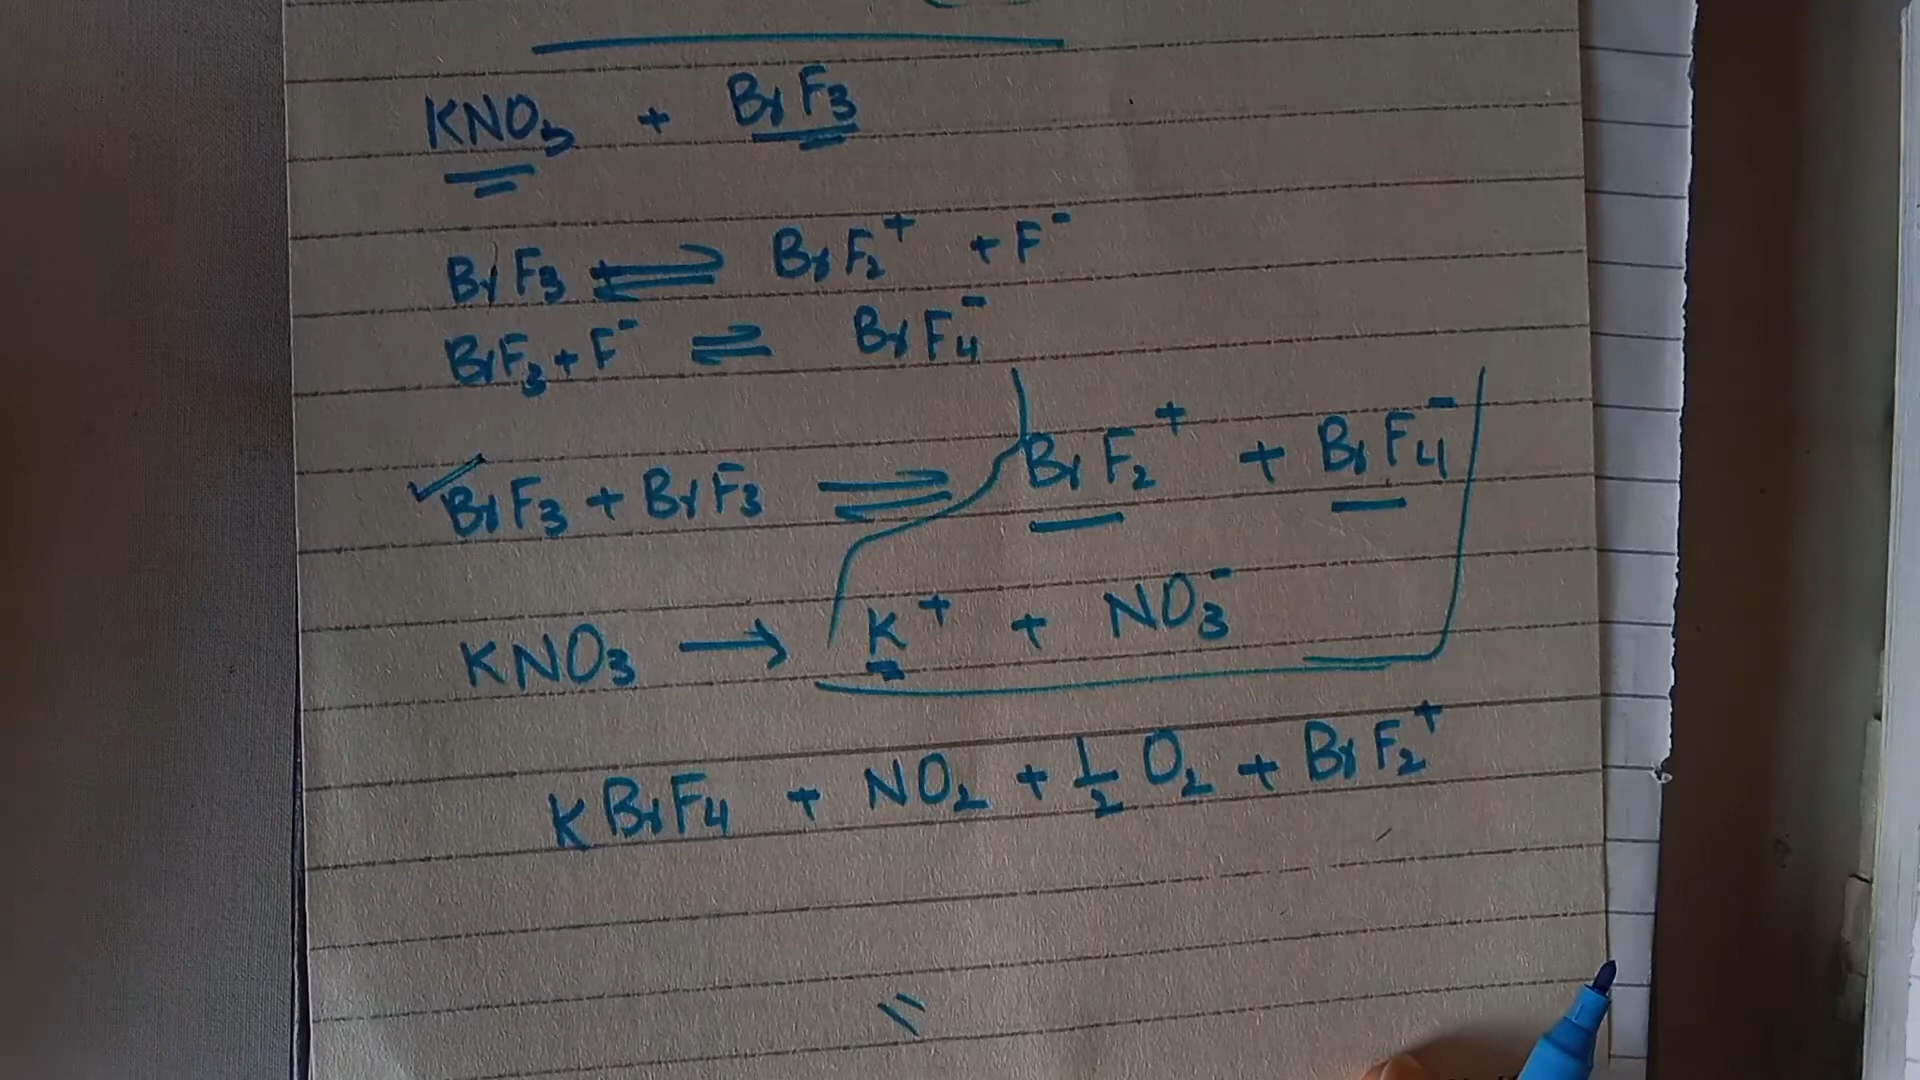 KNO₃ + BrF₃
BrF₃ ⇌ BrF₂⁺ + F⁻
BrF₃ + F⁻ ⇌ BrF₄⁻
✓BrF₃ + BrF₃ ⇌ BrF₂⁺ + BrF₄⁻
KNO₃ → K⁺ + NO₃⁻
KBrF₄ + NO₂ + ½ O₂ + BrF₂⁺